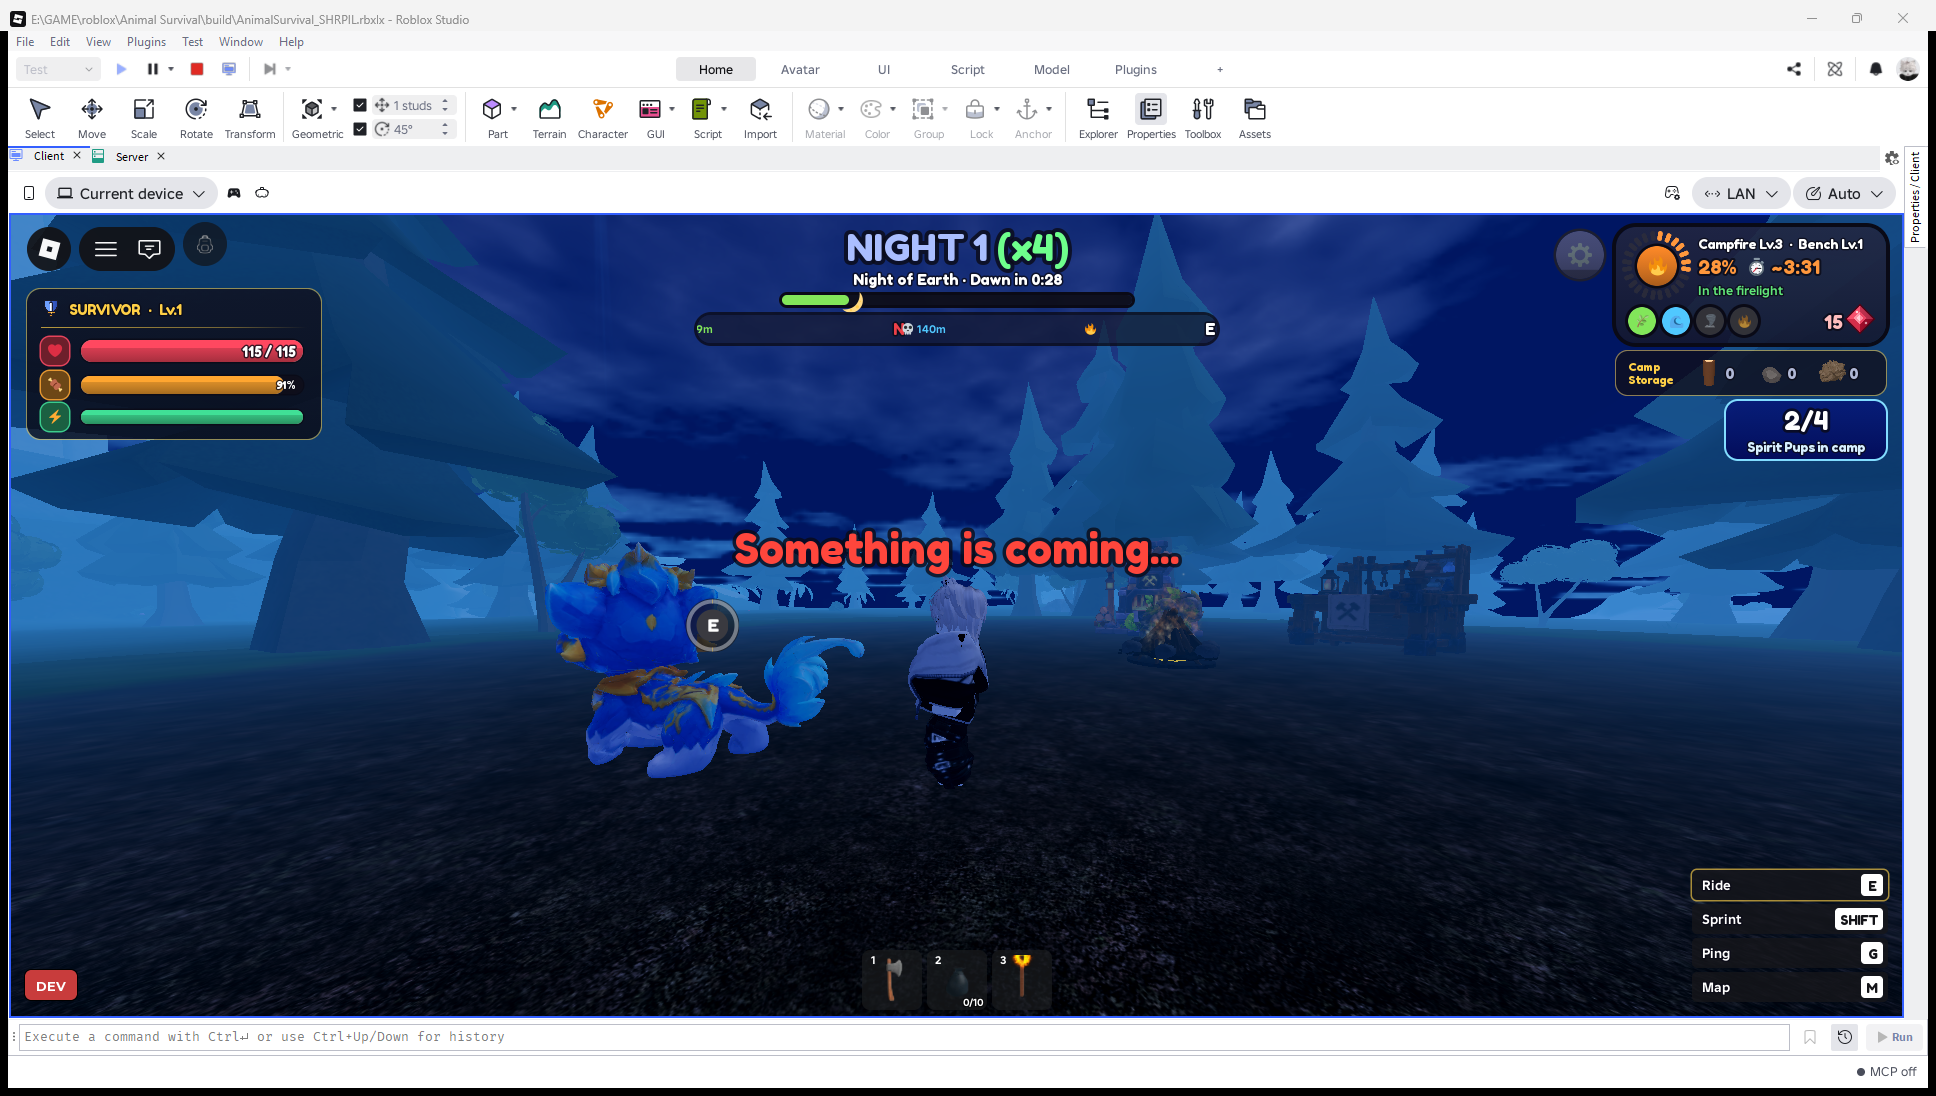 E:\GAME\roblox\Animal Survival\build\AnimalSurvival_SHRPIL.rbxlx - Roblox Studio
File Edit View Plugins Test Window Help
Test
Home Avatar UI Script Model Plugins +
1 studs
45°
Select Move Scale Rotate Transform Geometric Part Terrain Character GUI Script Import Material Color Group Lock Anchor Explorer Properties Toolbox Assets
Client Server
Properties / Client
Current device
LAN Auto
NIGHT 1 (x4)
Night of Earth · Dawn in 0:28
9m N 140m E
SURVIVOR · Lv.1
115 / 115
91%
Campfire Lv.3 · Bench Lv.1
28% ~3:31
In the firelight
15
Camp Storage 0 0 0
2/4
Spirit Pups in camp
Something is coming...
E
Ride E
Sprint SHIFT
Ping G
Map M
1 2 3
0/10
DEV
Execute a command with Ctrl↵ or use Ctrl+Up/Down for history
Run
MCP off